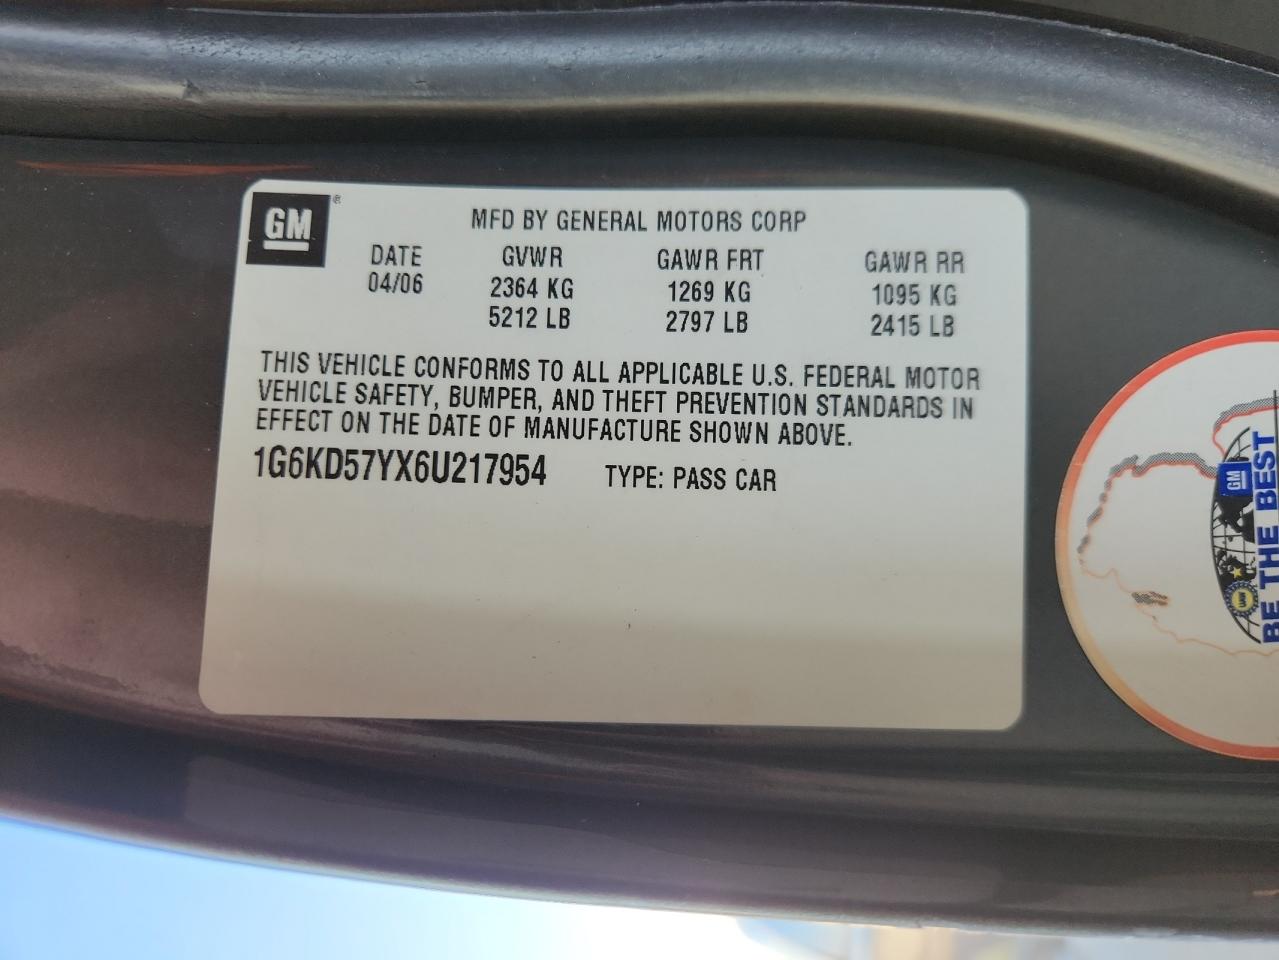 GM ®
MFD BY GENERAL MOTORS CORP
DATE GVWR GAWR FRT GAWR RR
04/06 2364 KG 1269 KG 1095 KG
5212 LB 2797 LB 2415 LB
THIS VEHICLE CONFORMS TO ALL APPLICABLE U.S. FEDERAL MOTOR
VEHICLE SAFETY, BUMPER, AND THEFT PREVENTION STANDARDS IN
EFFECT ON THE DATE OF MANUFACTURE SHOWN ABOVE.
1G6KD57YX6U217954 TYPE: PASS CAR
GM
BE THE BEST